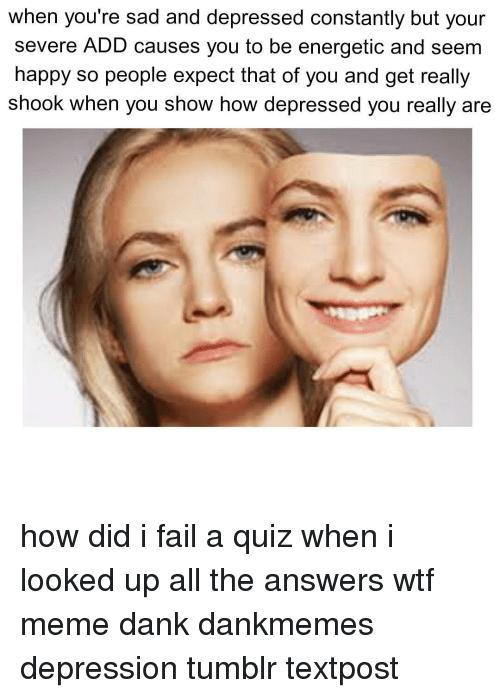 when you're sad and depressed constantly but your
severe ADD causes you to be energetic and seem
happy so people expect that of you and get really
shook when you show how depressed you really are
how did i fail a quiz when i
looked up all the answers wtf
meme dank dankmemes
depression tumblr textpost